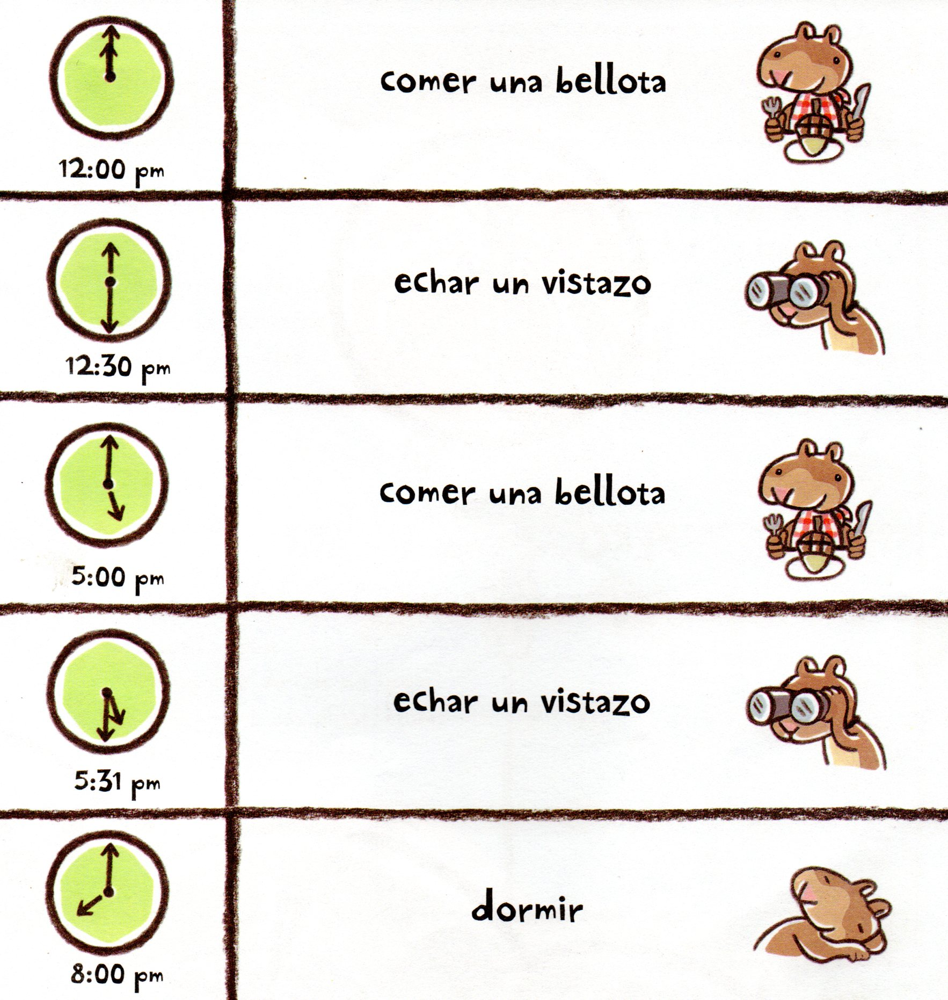 12:00 pm
comer una bellota
12:30 pm
echar un vistazo
5:00 pm
comer una bellota
5:31 pm
echar un vistazo
8:00 pm
dormir